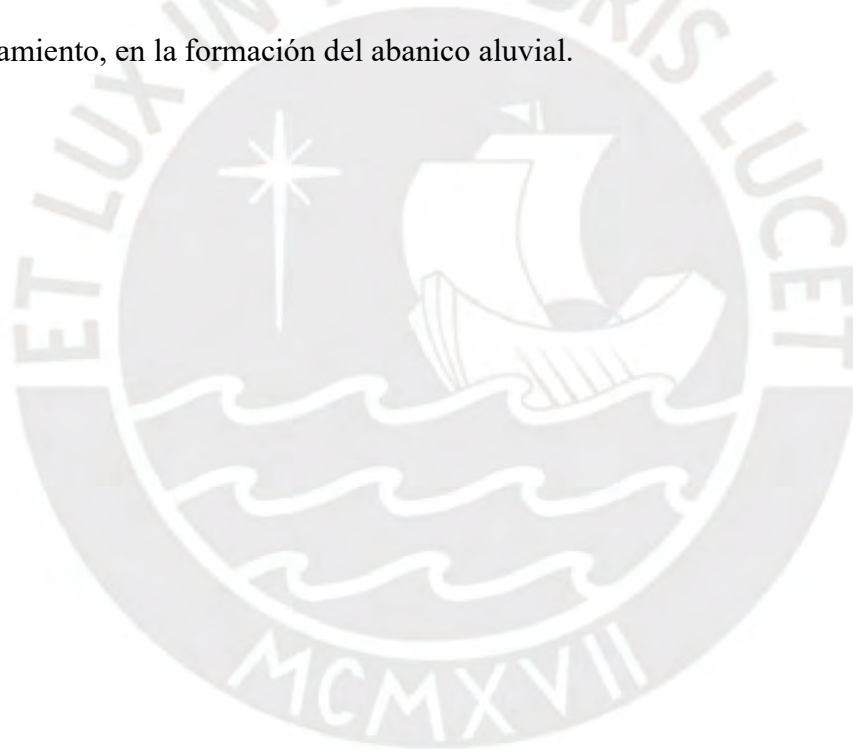 amiento, en la formación del abanico aluvial.
ET LUX IN LUCET
MCMXVII